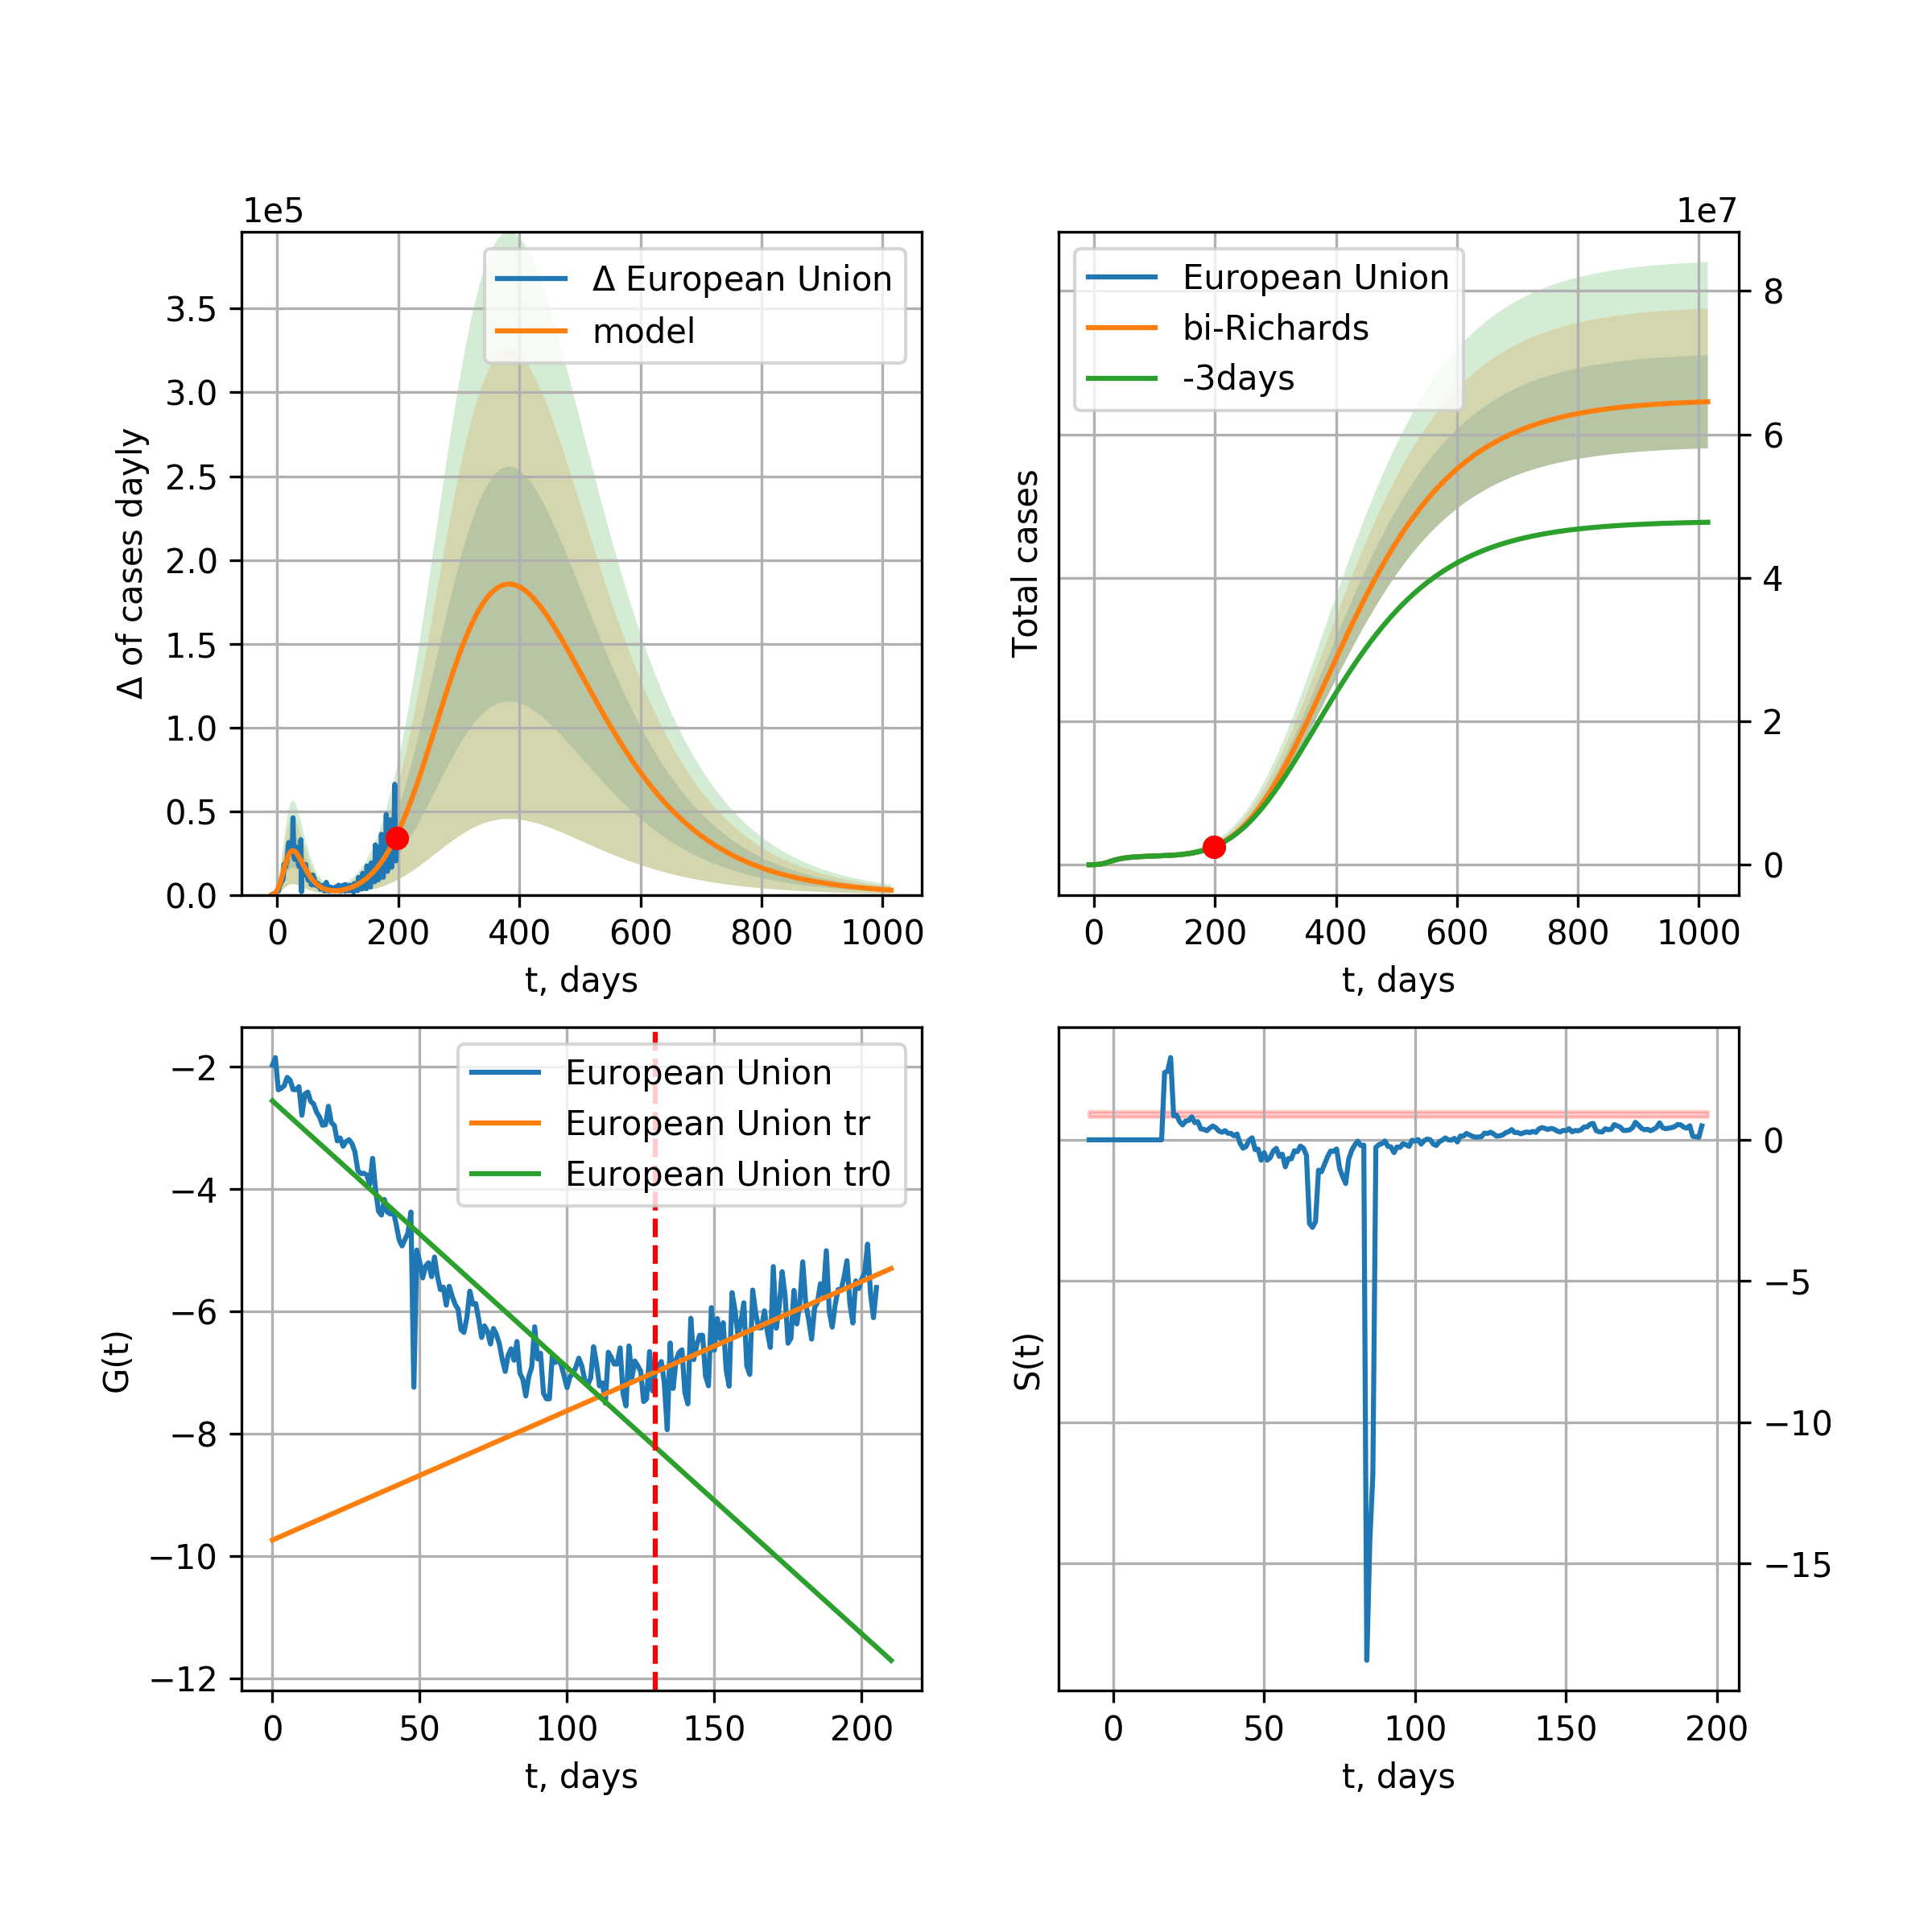 1e5
Δ of cases dayly
3.5
3.0
2.5
2.0
1.5
1.0
0.5
0.0
0 200 400 600 800 1000
t, days
Δ European Union
model
1e7
Total cases
8
6
4
2
0
0 200 400 600 800 1000
t, days
European Union
bi-Richards
-3days
G(t)
−2
−4
−6
−8
−10
−12
0 50 100 150 200
t, days
European Union
European Union tr
European Union tr0
S(t)
0
−5
−10
−15
0 50 100 150 200
t, days